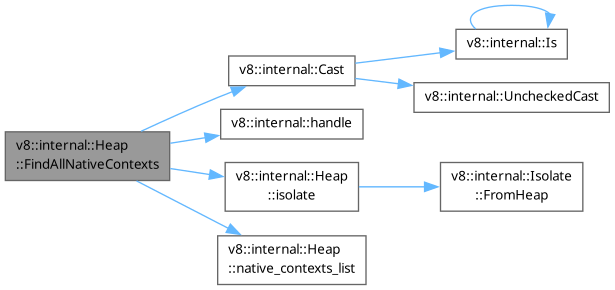 v8::internal::Heap
::FindAllNativeContexts
v8::internal::Cast
v8::internal::Is
v8::internal::UncheckedCast
v8::internal::handle
v8::internal::Heap
::isolate
v8::internal::Isolate
::FromHeap
v8::internal::Heap
::native_contexts_list